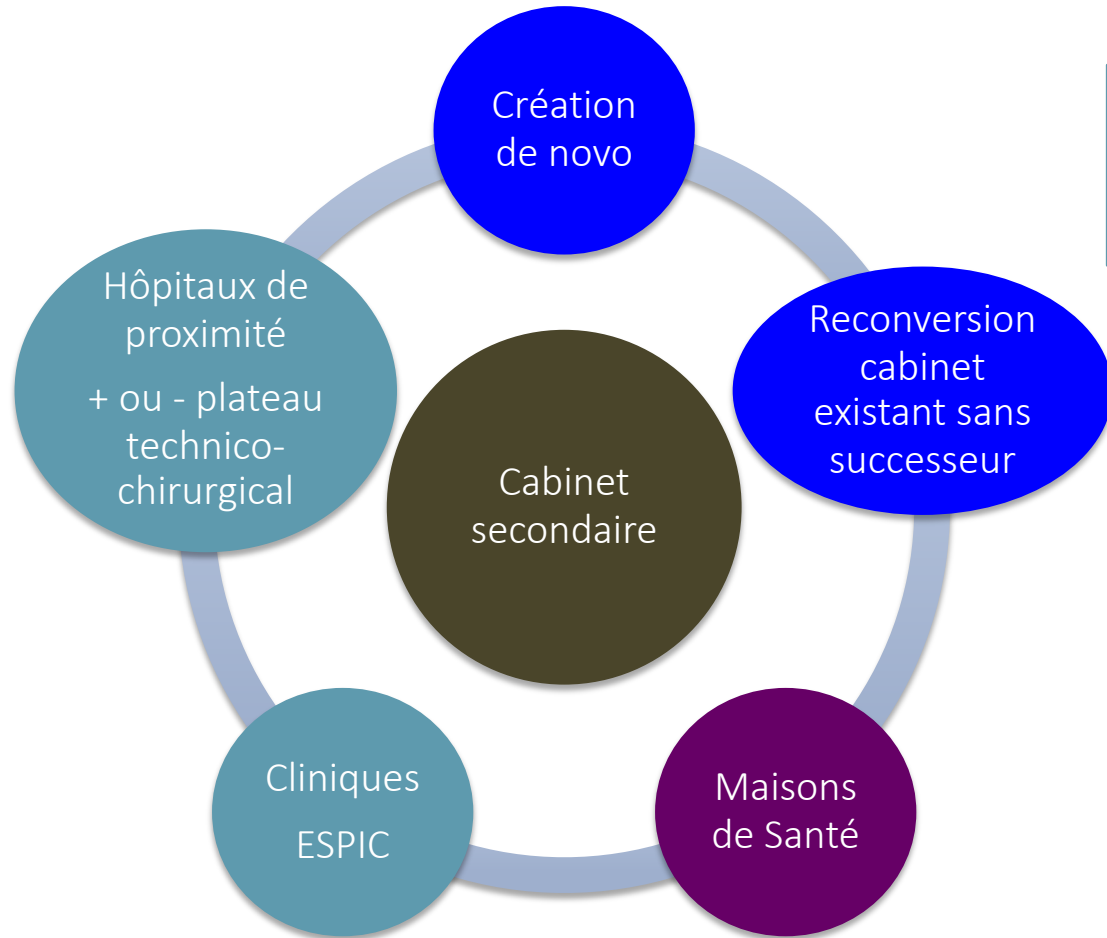 Création
de novo
Hôpitaux de
proximité
+ ou - plateau
technico-
chirurgical
Reconversion
cabinet
existant sans
successeur
Cabinet
secondaire
Cliniques
ESPIC
Maisons
de Santé